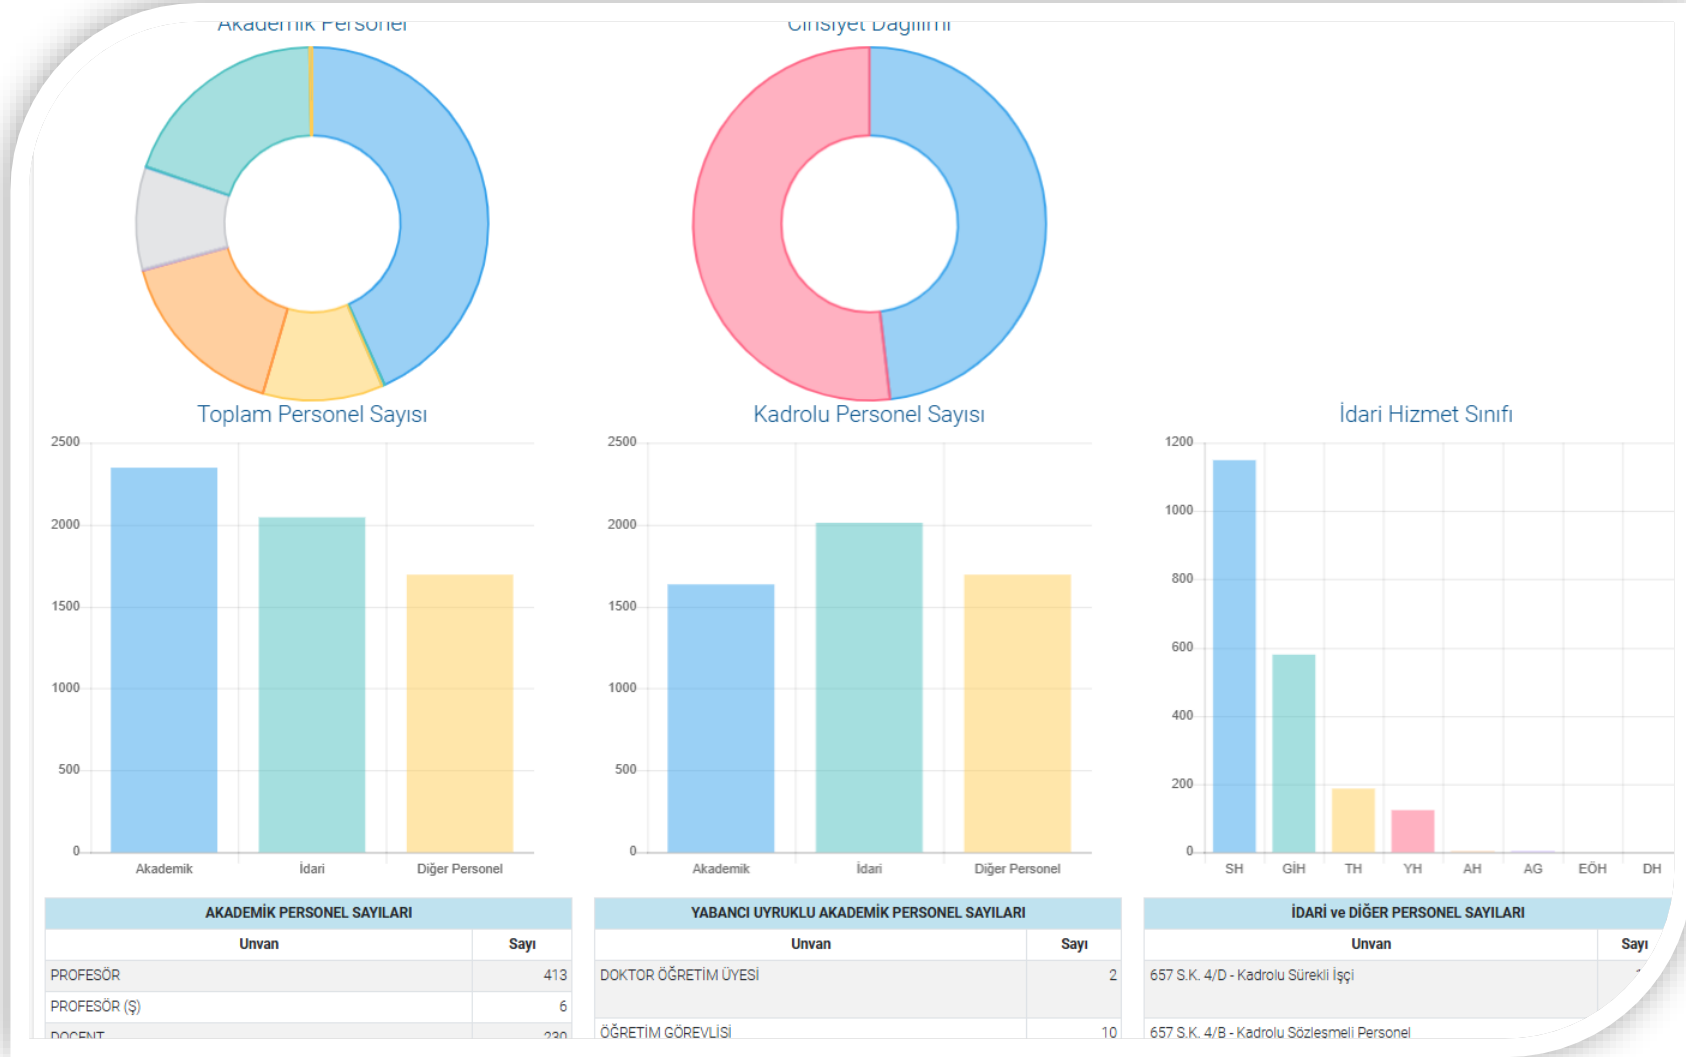 Akademik Personel
Cinsiyet Dağılımı
Toplam Personel Sayısı
2500
2000
1500
1000
500
0
Akademik
İdari
Diğer Personel
Kadrolu Personel Sayısı
2500
2000
1500
1000
500
0
Akademik
İdari
Diğer Personel
İdari Hizmet Sınıfı
1200
1000
800
600
400
200
0
SH
GİH
TH
YH
AH
AG
EÖH
DH
AKADEMİK PERSONEL SAYILARI
Unvan Sayı
PROFESÖR 413
PROFESÖR (Ş) 6
DOÇENT 230
YABANCI UYRUKLU AKADEMİK PERSONEL SAYILARI
Unvan Sayı
DOKTOR ÖĞRETİM ÜYESİ 2
ÖĞRETİM GÖREVLİSİ 10
İDARİ ve DİĞER PERSONEL SAYILARI
Unvan Sayı
657 S.K. 4/D - Kadrolu Sürekli İşçi
657 S.K. 4/B - Kadrolu Sözleşmeli Personel